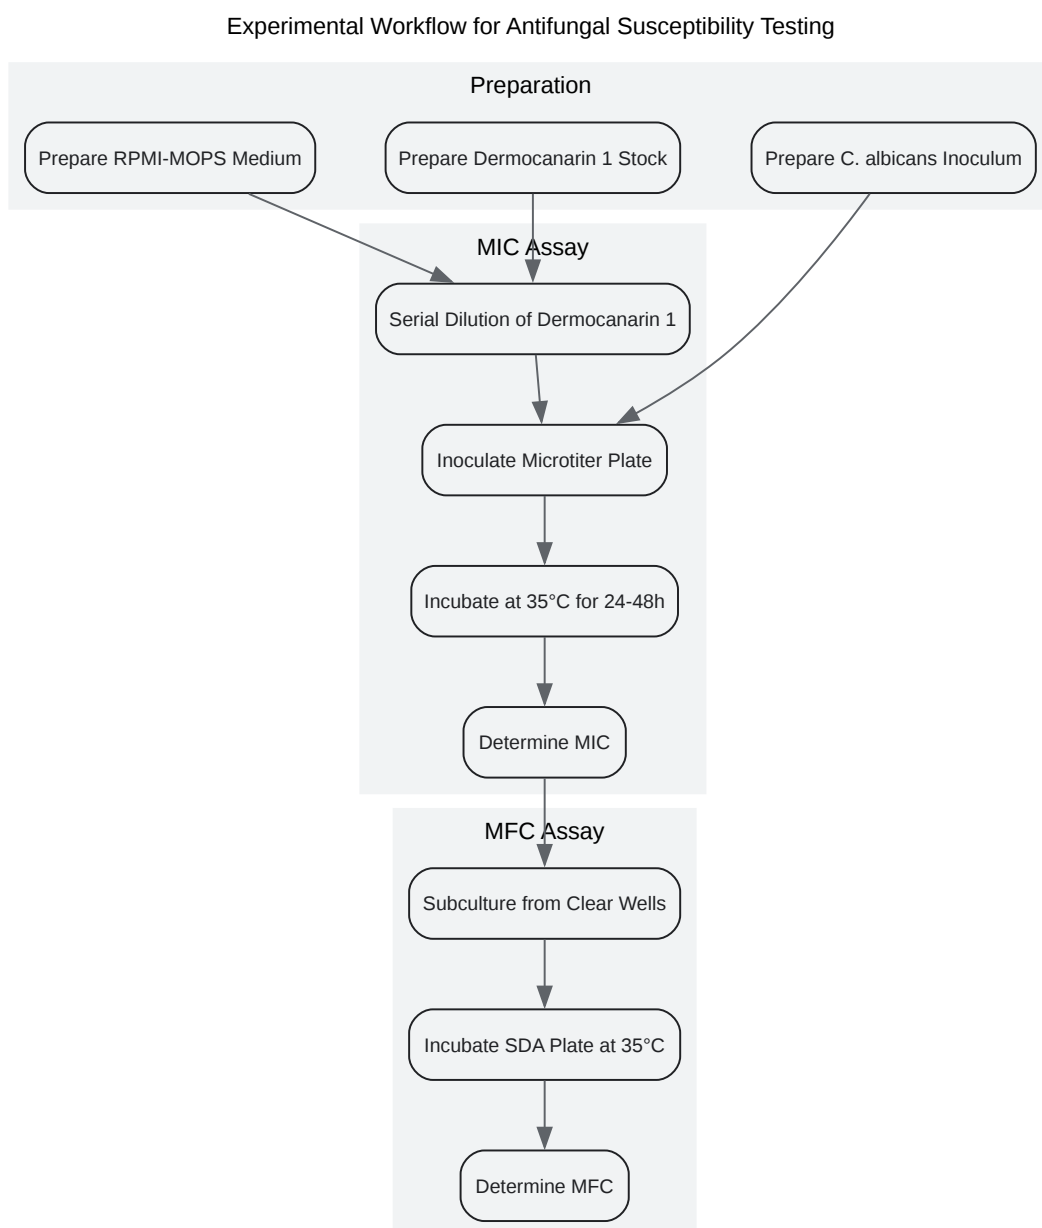 Experimental Workflow for Antifungal Susceptibility Testing
Preparation
Prepare RPMI-MOPS Medium
Prepare Dermocanarin 1 Stock
Prepare C. albicans Inoculum
MIC Assay
Serial Dilution of Dermocanarin 1
Inoculate Microtiter Plate
Incubate at 35°C for 24-48h
Determine MIC
MFC Assay
Subculture from Clear Wells
Incubate SDA Plate at 35°C
Determine MFC